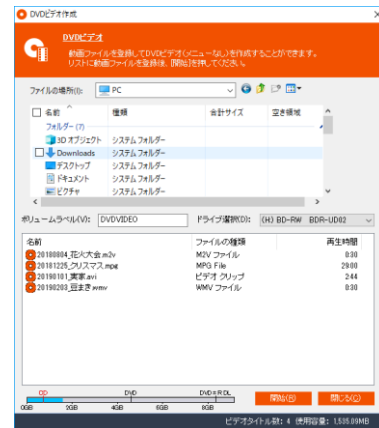 DVDビデオ作成
DVDビデオ
動画ファイルを登録してDVDビデオ(メニューなし)を作成することができます。
リストに動画ファイルを登録後、[開始]を押してください。
ファイルの場所(I): PC
名前 種類 合計サイズ 空き領域
フォルダー (7)
3D オブジェクト システム フォルダー
Downloads システム フォルダー
デスクトップ システム フォルダー
ドキュメント システム フォルダー
ピクチャ システム フォルダー
ボリュームラベル(V): DVDVIDEO ドライブ選択(D): (H:) BD-RW BDR-UD02
名前 ファイルの種類 再生時間
20180804_花火大会.m2v M2V ファイル 8:30
20181225_クリスマス.mpg MPG File 29:00
20190101_実家.avi ビデオ クリップ 2:44
20190203_豆まき.wmv WMV ファイル 8:30
CD DVD DVD±R DL
0GB 2GB 4GB 6GB 8GB
開始(R) 閉じる(C)
ビデオタイトル数: 4 使用容量: 1,535.09MB